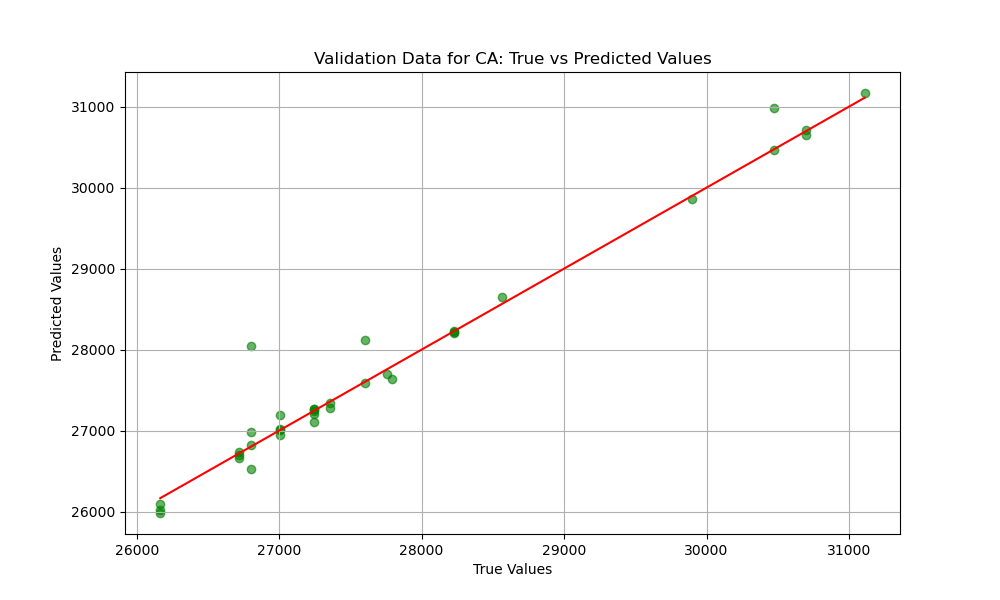 Validation Data for CA: True vs Predicted Values
31000
30000
29000
28000
27000
26000
Predicted Values
26000 27000 28000 29000 30000 31000
True Values